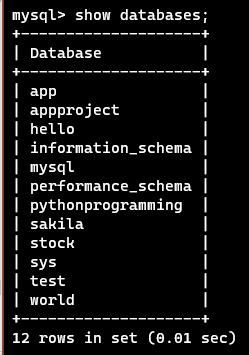 mysql> show databases;
+--------------------+
| Database           |
+--------------------+
| app                |
| appproject         |
| hello              |
| information_schema |
| mysql              |
| performance_schema |
| pythonprogramming  |
| sakila             |
| stock              |
| sys                |
| test               |
| world              |
+--------------------+
12 rows in set (0.01 sec)